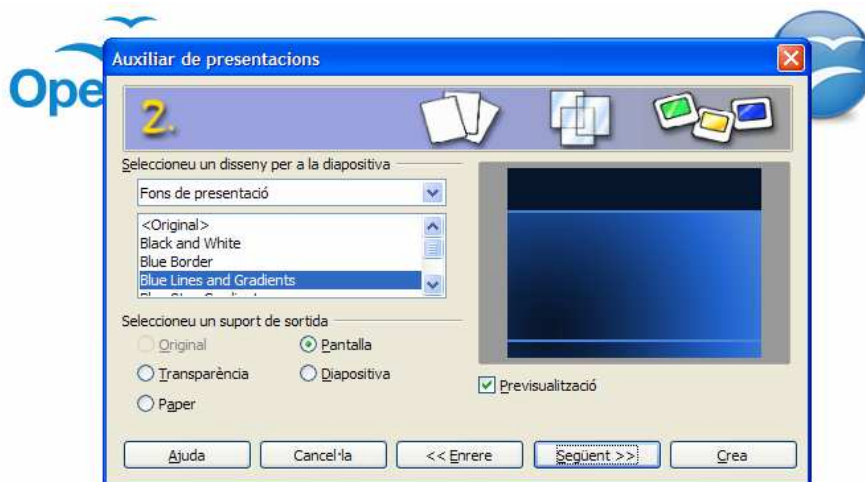 Ope
Auxiliar de presentacions
2.
Seleccioneu un disseny per a la diapositiva
Fons de presentació
<Original>
Black and White
Blue Border
Blue Lines and Gradients
Seleccioneu un suport de sortida
Original
Pantalla
Transparència
Diapositiva
Paper
Previsualització
Ajuda
Cancel·la
<< Enrere
Següent >>
Crea